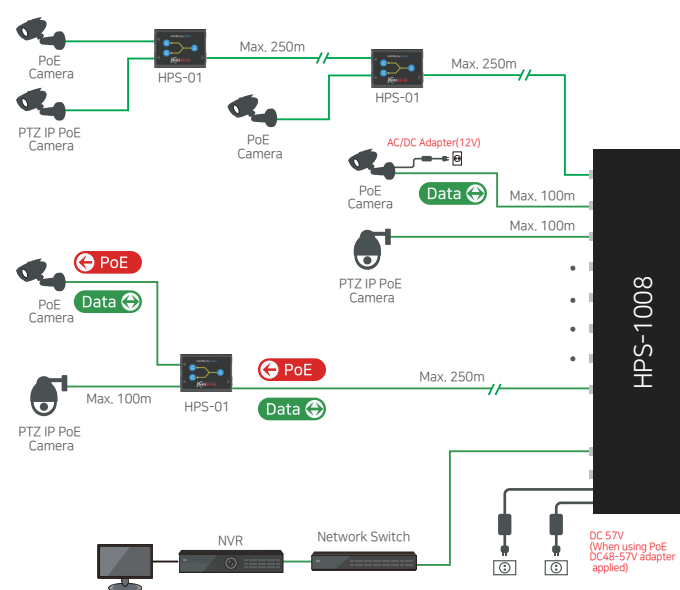 PoE
Camera
HPS-01
Max. 250m
PTZ IP PoE
Camera
HPS-01
Max. 250m
PoE
Camera
AC/DC Adapter(12V)
PoE
Camera
Data
Max. 100m
Max. 100m
PTZ IP PoE
Camera
HPS-1008
PoE
PoE
Camera
Data
PoE
Max. 250m
HPS-01
Data
Max. 100m
PTZ IP PoE
Camera
NVR
Network Switch
DC 57V
(When using PoE
DC48-57V adapter
applied)